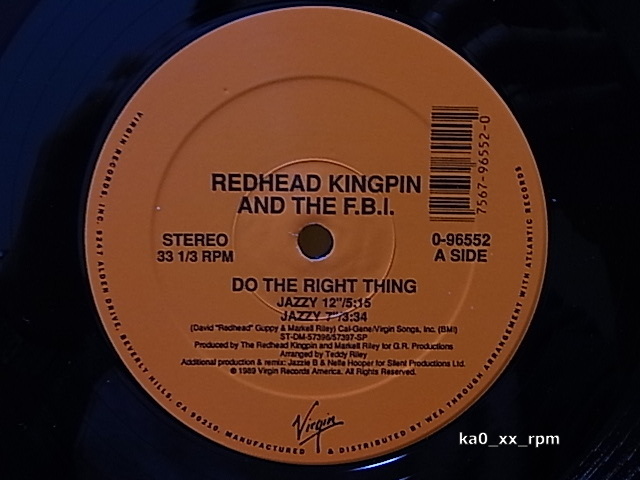 REDHEAD KINGPIN
AND THE F.B.I.
7567-96552-0
STEREO
33 1/3 RPM
0-96552
A SIDE
DO THE RIGHT THING
JAZZY 12"/5:15
JAZZY 7"/3:34
(David "Redhead" Guppy & Markell Riley) Cal-Gene/Virgin Songs, Inc. (BMI)
ST-DM-57396/57397-SP
Produced by The Redhead Kingpin and Markell Riley for G.R. Productions
Arranged by Teddy Riley
Additional production & remix: Jazzie B & Nelle Hooper for Silent Productions Ltd.
© 1989 Virgin Records America. All Rights Reserved.
Virgin
VIRGIN RECORDS, INC. 9247 ALDEN DRIVE, BEVERLY HILLS, CA 90210. MANUFACTURED & DISTRIBUTED BY WEA THROUGH ARRANGEMENT WITH ATLANTIC RECORDS
ka0_xx_rpm